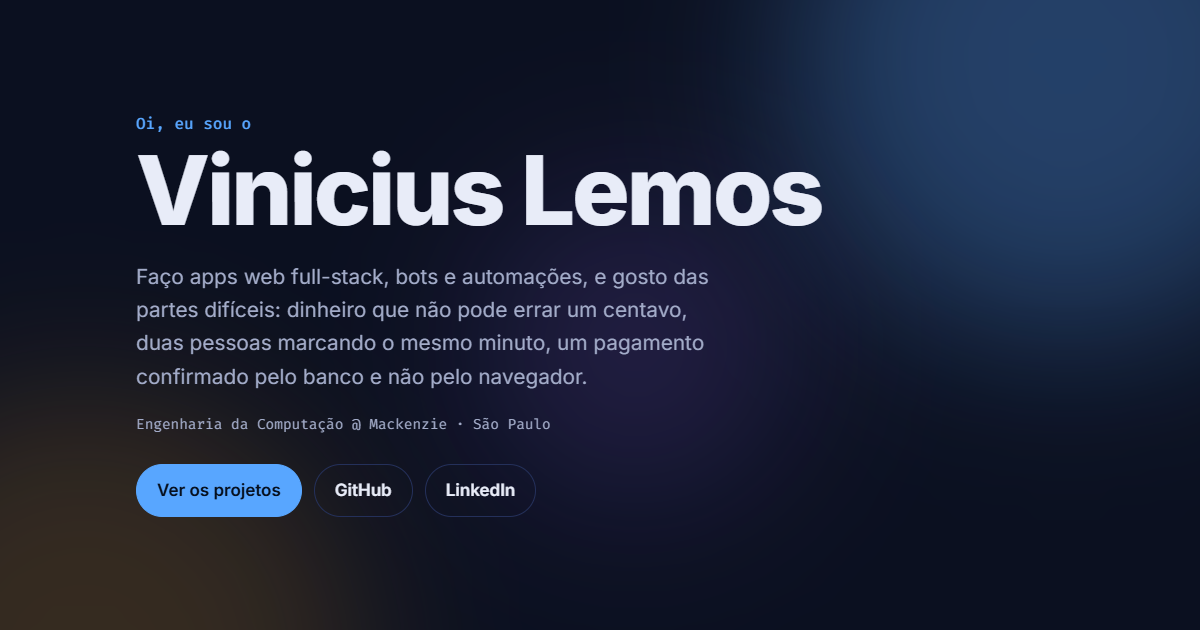 Oi, eu sou o
Vinicius Lemos
Faço apps web full-stack, bots e automações, e gosto das
partes difíceis: dinheiro que não pode errar um centavo,
duas pessoas marcando o mesmo minuto, um pagamento
confirmado pelo banco e não pelo navegador.
Engenharia da Computação @ Mackenzie · São Paulo
Ver os projetos
GitHub
LinkedIn